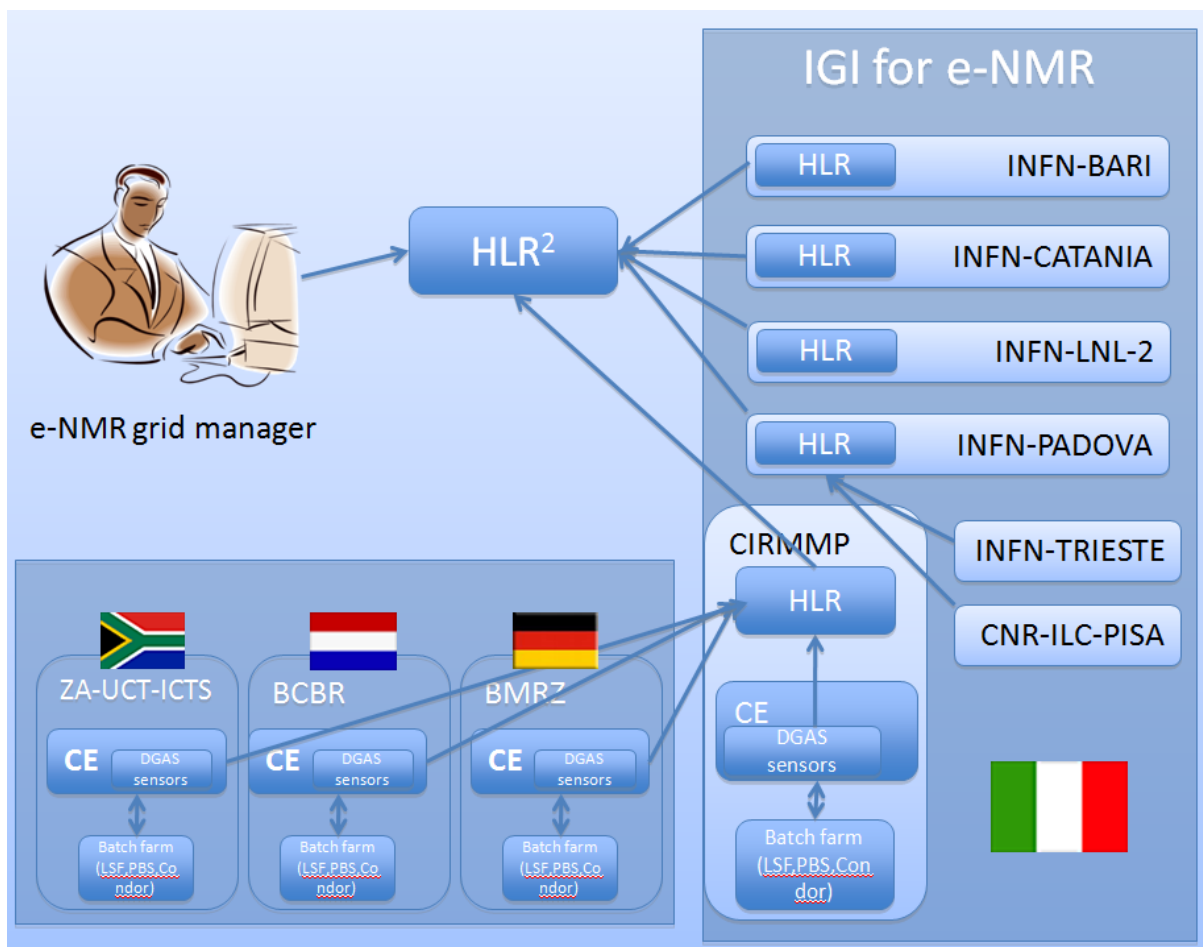 IGI for e-NMR
HLR
INFN-BARI
HLR
INFN-CATANIA
HLR
INFN-LNL-2
HLR
INFN-PADOVA
INFN-TRIESTE
CNR-ILC-PISA
HLR²
e-NMR grid manager
CIRMMP
HLR
CE
DGAS
sensors
Batch farm
(LSF,PBS,Con
dor)
ZA-UCT-ICTS
CE
DGAS
sensors
Batch farm
(LSF,PBS,Co
ndor)
BCBR
CE
DGAS
sensors
Batch farm
(LSF,PBS,Co
ndor)
BMRZ
CE
DGAS
sensors
Batch farm
(LSF,PBS,Co
ndor)